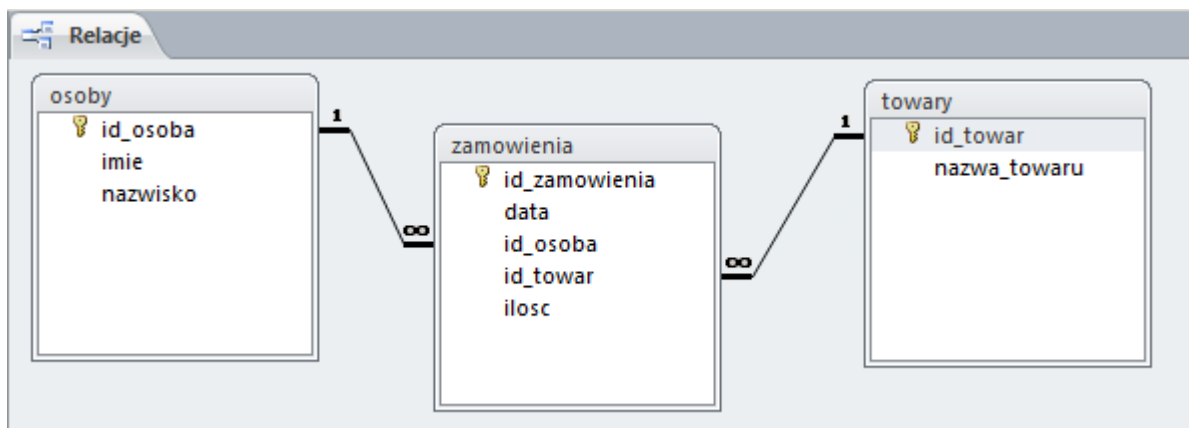 Relacje
osoby
id_osoba
imie
nazwisko
1
∞
zamowienia
id_zamowienia
data
id_osoba
id_towar
ilosc
1
∞
towary
id_towar
nazwa_towaru